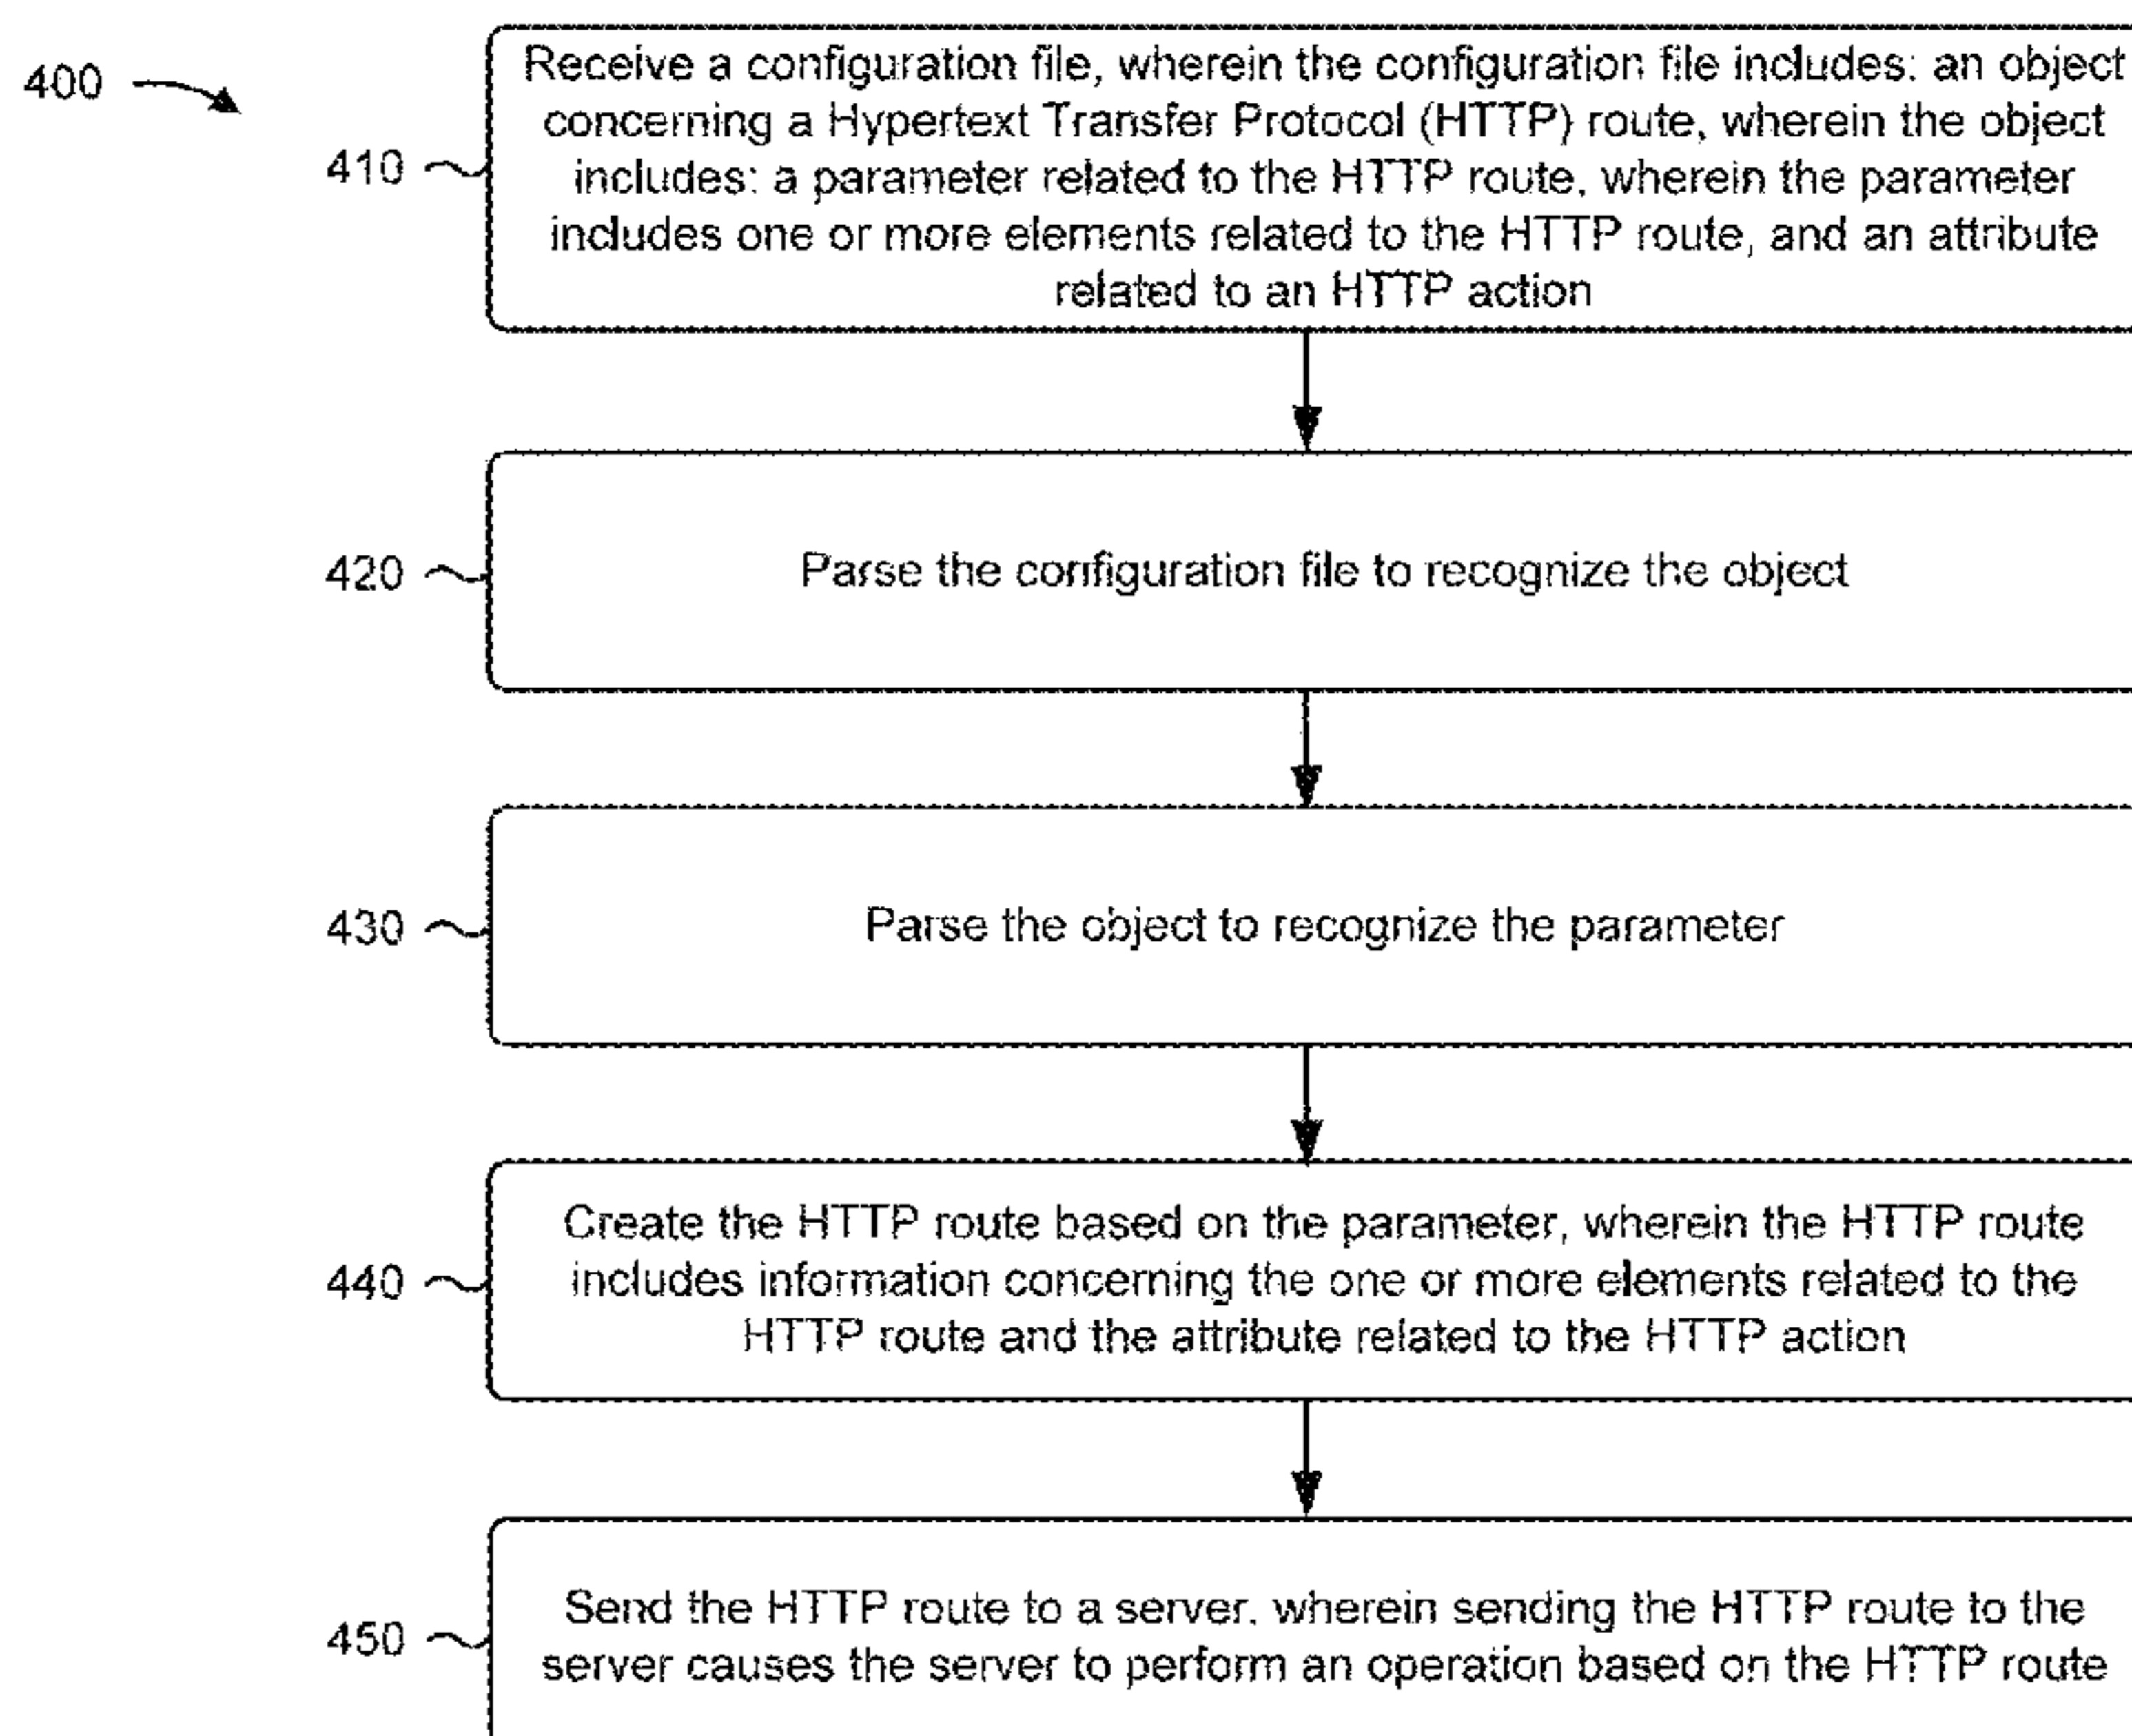 400
Receive a configuration file, wherein the configuration file includes: an object
concerning a Hypertext Transfer Protocol (HTTP) route, wherein the object
410
includes: a parameter related to the HTTP route, wherein the parameter
includes one or more elements related to the HTTP route, and an attribute
related to an HTTP action
420
Parse the configuration file to recognize the object
430
Parse the object to recognize the parameter
Create the HTTP route based on the parameter, wherein the HTTP route
440
includes information concerning the one or more elements related to the
HTTP route and the attribute related to the HTTP action
Send the HTTP route to a server, wherein sending the HTTP route to the
450
server causes the server to perform an operation based on the HTTP route